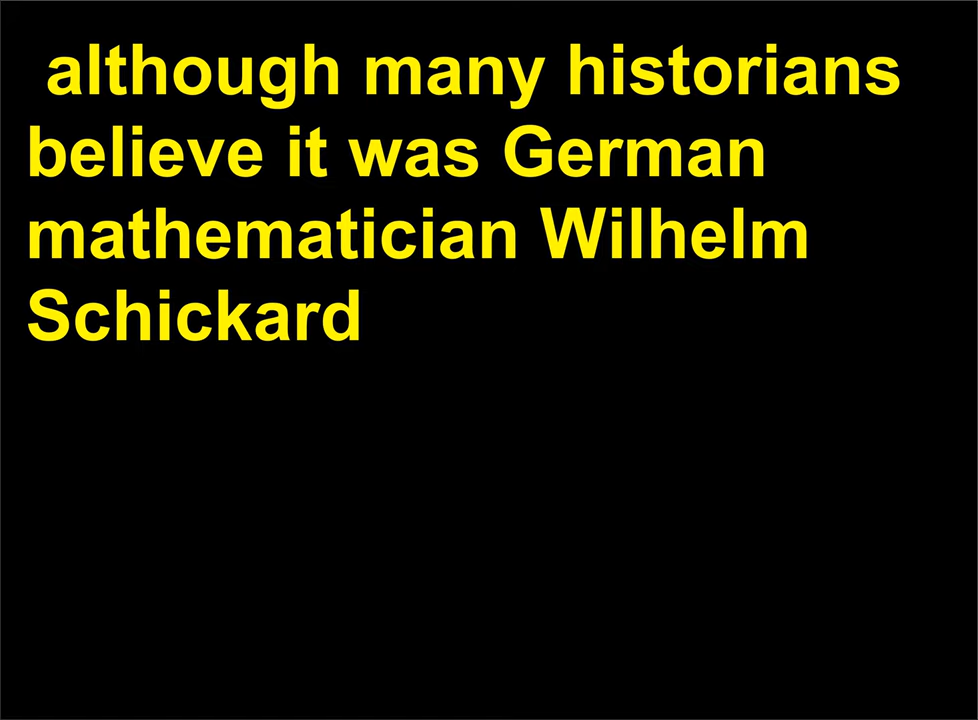 although many historians
believe it was German
mathematician Wilhelm
Schickard